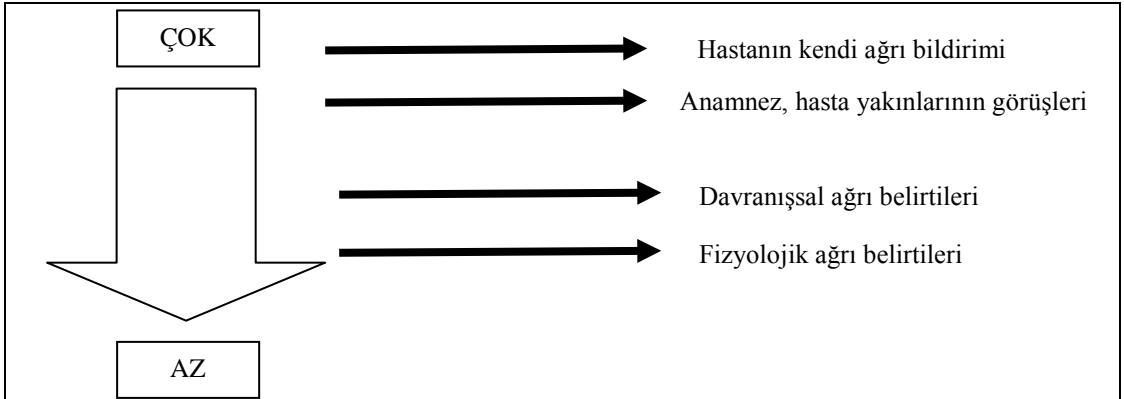 ÇOK
Hastanın kendi ağrı bildirimi
Anamnez, hasta yakınlarının görüşleri
Davranışsal ağrı belirtileri
Fizyolojik ağrı belirtileri
AZ